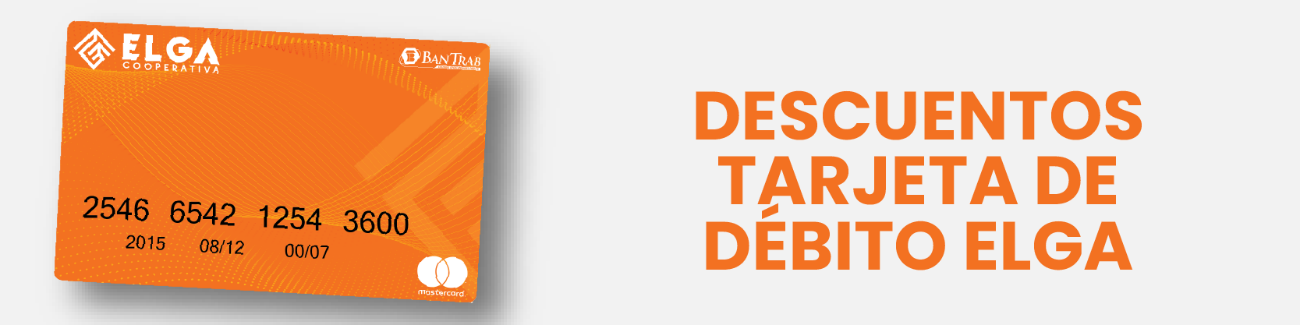 ELGA
COOPERATIVA
BANTRAB
2546 6542 1254 3600
2015 08/12 00/07
mastercard
DESCUENTOS
TARJETA DE
DÉBITO ELGA